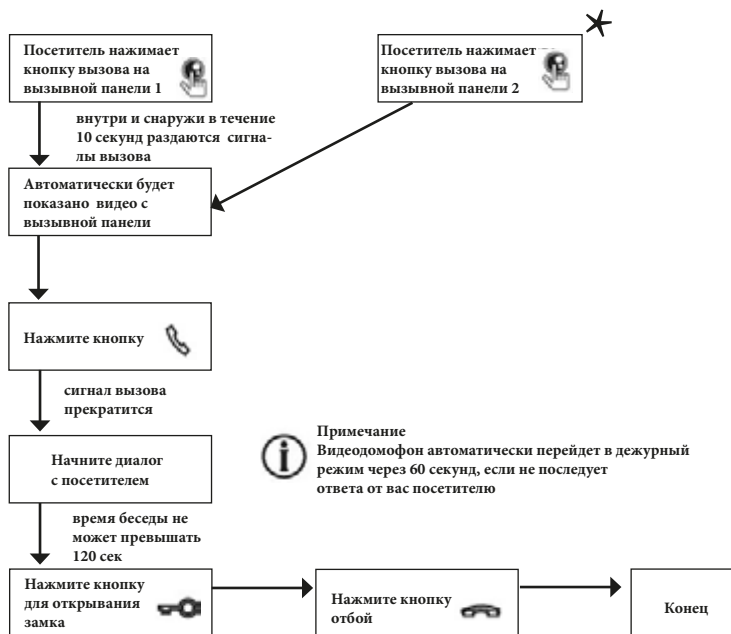 Посетитель нажимает
кнопку вызова на
вызывной панели 1
Посетитель нажимает
кнопку вызова на
вызывной панели 2
внутри и снаружи в течение
10 секунд раздаются сигна-
лы вызова
Автоматически будет
показано видео с
вызывной панели
Нажмите кнопку
сигнал вызова
прекратится
Начните диалог
с посетителем
Примечание
Видеодомофон автоматически перейдет в дежурный
режим через 60 секунд, если не последует
ответа от вас посетителю
время беседы не
может превышать
120 сек
Нажмите кнопку
для открывания
замка
Нажмите кнопку
отбой
Конец